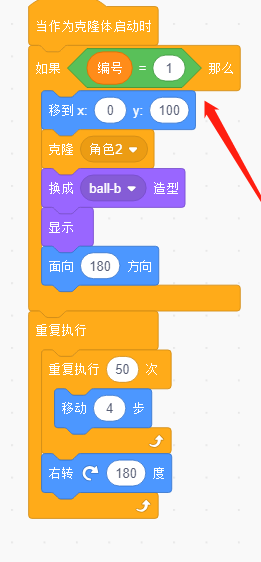 当作为克隆体启动时
如果 编号 = 1 那么
移到 x: 0 y: 100
克隆 角色2
换成 ball-b 造型
显示
面向 180 方向
重复执行
重复执行 50 次
移动 4 步
右转 180 度